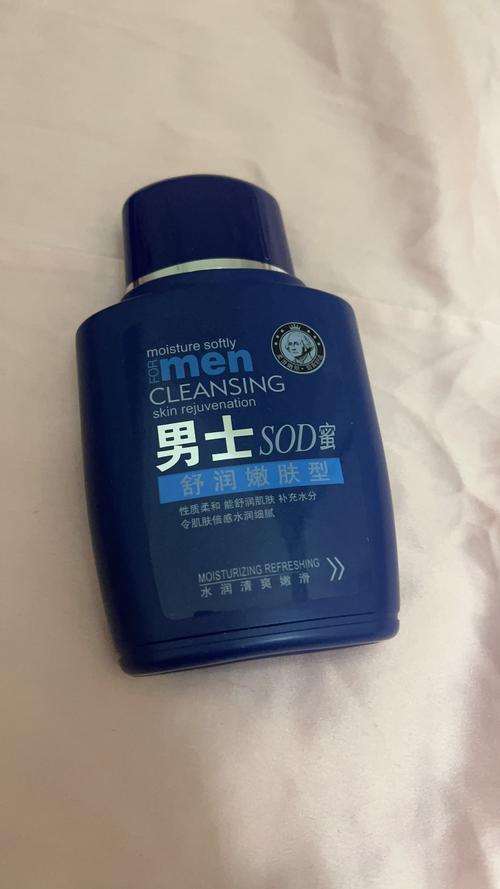 moisture softly
FOR men
CLEANSING
skin rejuvenation
男士 SOD蜜
舒润嫩肤型
性质柔和 能舒润肌肤 补充水分
令肌肤倍感水润细腻
MOISTURIZING REFRESHING
水润清爽嫩滑